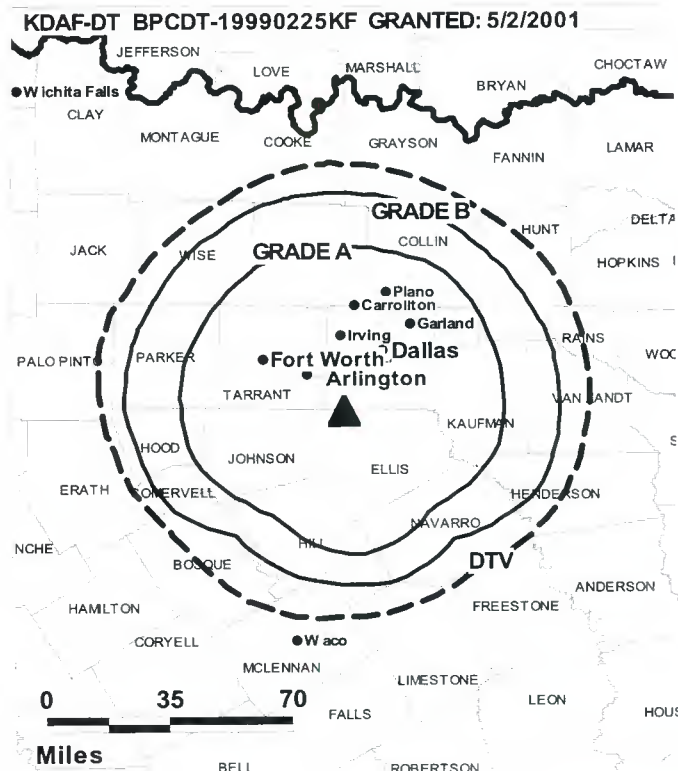 KDAF-DT BPCDT-19990225KF GRANTED: 5/2/2001
JEFFERSON
LOVE
MARSHALL
CHOCTAW
BRYAN
Wichita Falls
CLAY
MONTAGUE
COOKE
GRAYSON
LAMAR
FANNIN
GRADE B
DELTA
HUNT
COLLIN
JACK
WISE
GRADE A
HOPKINS
Plano
Carrollton
Garland
Irving
RAINS
Dallas
WOO
PALO PINTO
PARKER
Fort Worth
Arlington
TARRANT
VAN ZANDT
KAUFMAN
HOOD
JOHNSON
ELLIS
ERATH
SOMERVELL
HENDERSON
NAVARRO
HILL
NCHE
BOSQUE
DTV
ANDERSON
HAMILTON
FREESTONE
CORYELL
Waco
MCLENNAN
LIMESTONE
LEON
0 35 70
FALLS
HOUS
Miles
BELL
ROBERTSON